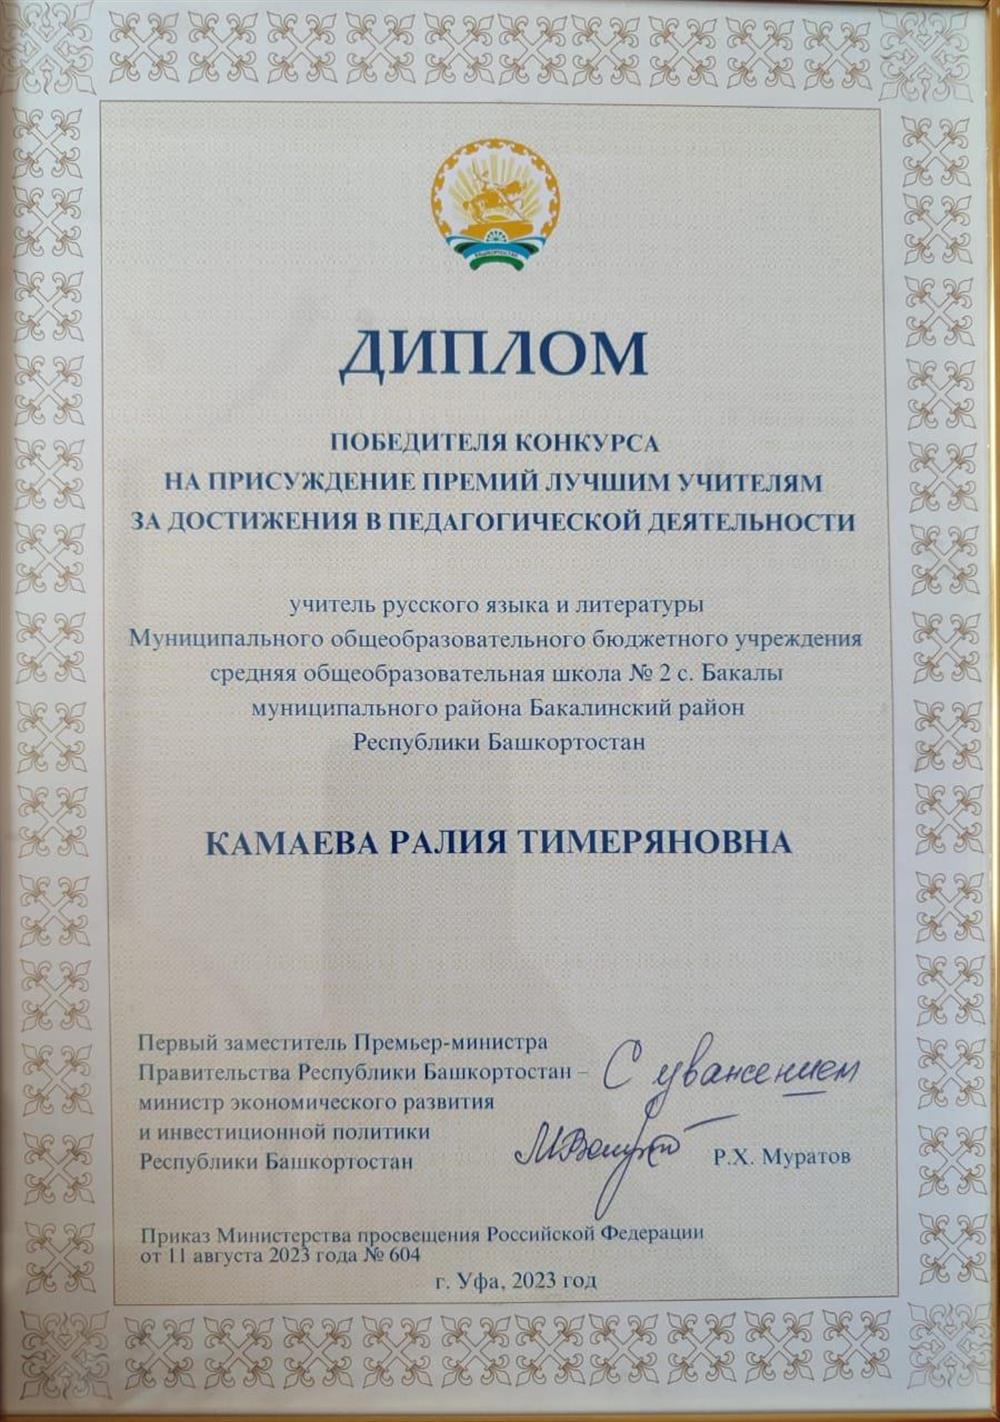 БАШКОРТОСТАН
ДИПЛОМ
ПОБЕДИТЕЛЯ КОНКУРСА
НА ПРИСУЖДЕНИЕ ПРЕМИЙ ЛУЧШИМ УЧИТЕЛЯМ
ЗА ДОСТИЖЕНИЯ В ПЕДАГОГИЧЕСКОЙ ДЕЯТЕЛЬНОСТИ
учитель русского языка и литературы
Муниципального общеобразовательного бюджетного учреждения
средняя общеобразовательная школа № 2 с. Бакалы
муниципального района Бакалинский район
Республики Башкортостан
КАМАЕВА РАЛИЯ ТИМЕРЯНОВНА
Первый заместитель Премьер-министра
Правительства Республики Башкортостан –
министр экономического развития
и инвестиционной политики
Республики Башкортостан
С уважением
Р.Х. Муратов
Приказ Министерства просвещения Российской Федерации
от 11 августа 2023 года № 604
г. Уфа, 2023 год